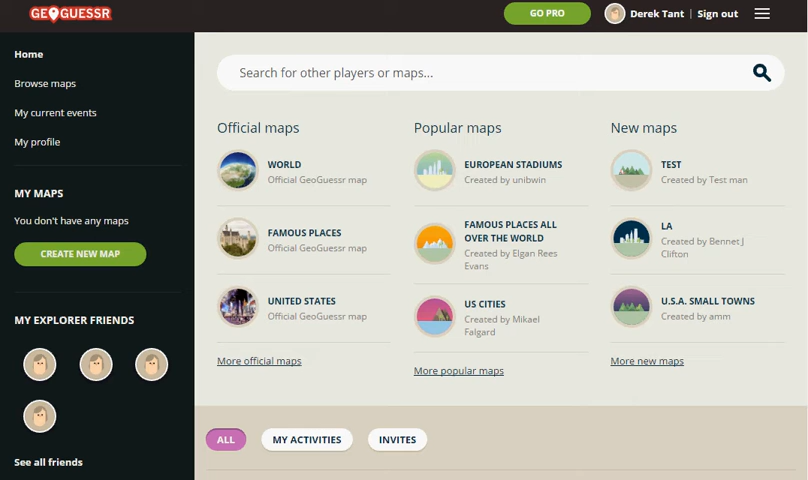 GEOGUESSR
GO PRO
Derek Tant | Sign out
Home
Browse maps
My current events
My profile
MY MAPS
You don't have any maps
CREATE NEW MAP
MY EXPLORER FRIENDS
See all friends
Search for other players or maps...
Official maps
WORLD
Official GeoGuessr map
FAMOUS PLACES
Official GeoGuessr map
UNITED STATES
Official GeoGuessr map
More official maps
Popular maps
EUROPEAN STADIUMS
Created by unibwin
FAMOUS PLACES ALL
OVER THE WORLD
Created by Elgan Rees
Evans
US CITIES
Created by Mikael
Falgard
More popular maps
New maps
TEST
Created by Test man
LA
Created by Bennet J
Clifton
U.S.A. SMALL TOWNS
Created by amm
More new maps
ALL
MY ACTIVITIES
INVITES